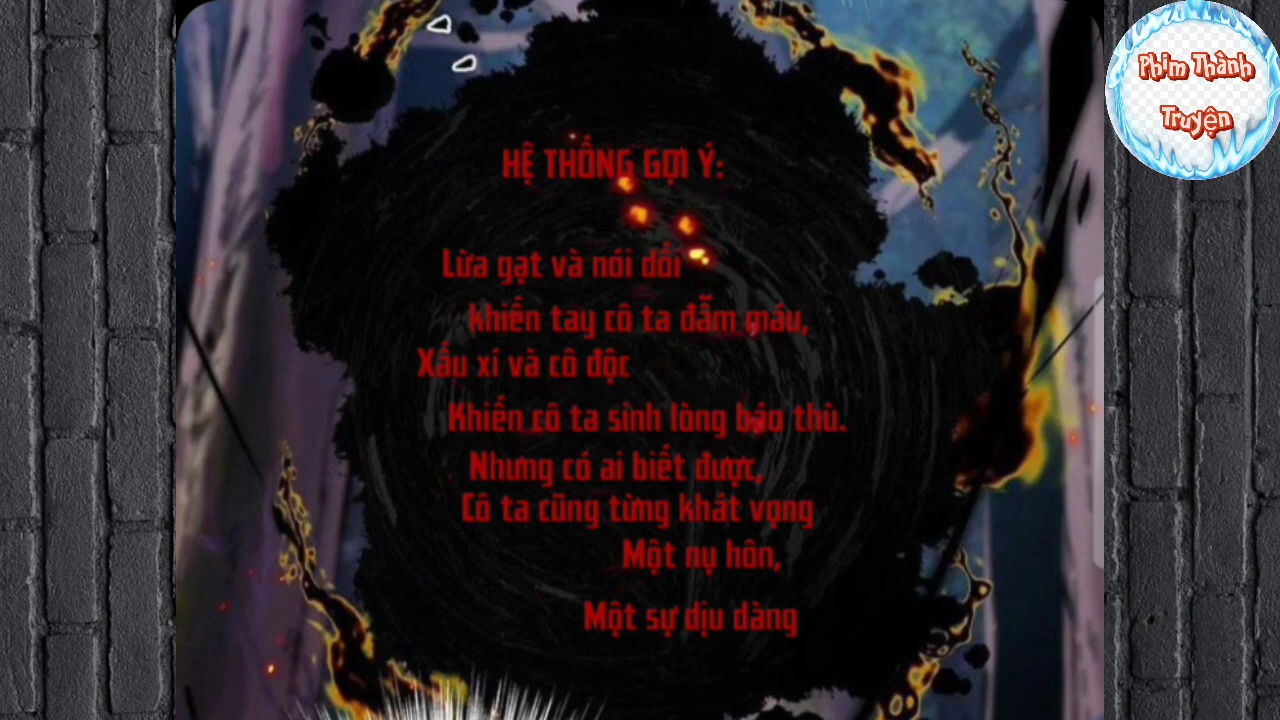 Phim Thành
Truyện
HỆ THỐNG GỢI Ý:
Lừa gạt và nói dối
khiến tay cô ta đẫm máu,
Xấu xí và cô độc
Khiến cô ta sinh lòng báo thù.
Nhưng có ai biết được,
Cô ta cũng từng khát vọng
Một nụ hôn,
Một sự dịu dàng